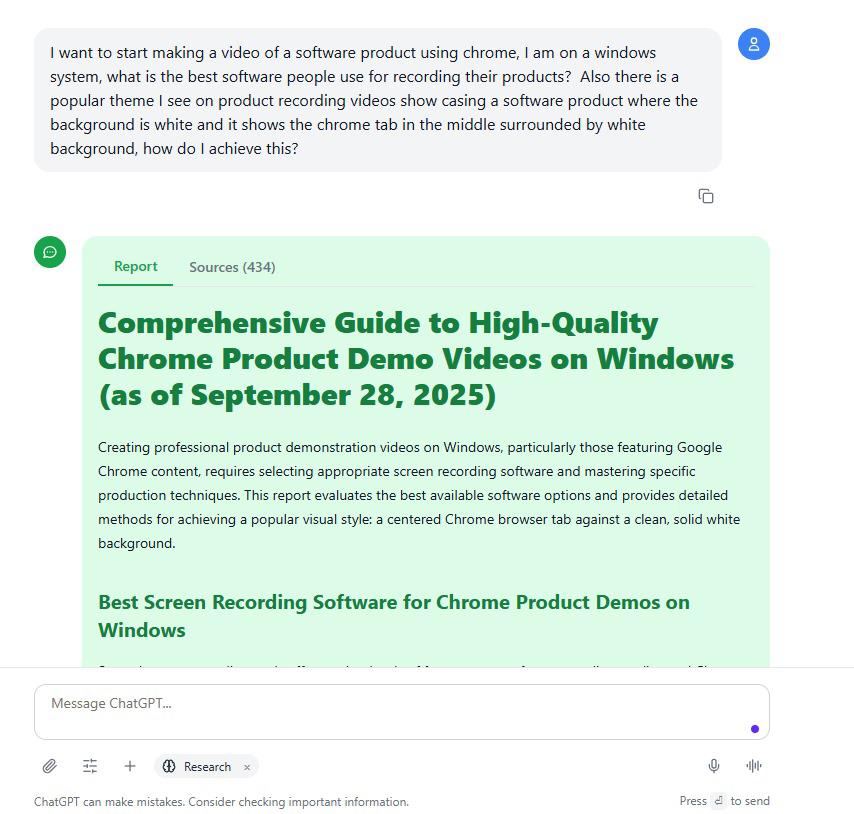 I want to start making a video of a software product using chrome, I am on a windows
system, what is the best software people use for recording their products?  Also there is a
popular theme I see on product recording videos show casing a software product where the
background is white and it shows the chrome tab in the middle surrounded by white
background, how do I achieve this?
Report Sources (434)
Comprehensive Guide to High-Quality
Chrome Product Demo Videos on Windows
(as of September 28, 2025)
Creating professional product demonstration videos on Windows, particularly those featuring Google
Chrome content, requires selecting appropriate screen recording software and mastering specific
production techniques. This report evaluates the best available software options and provides detailed
methods for achieving a popular visual style: a centered Chrome browser tab against a clean, solid white
background.
Best Screen Recording Software for Chrome Product Demos on
Windows
Message ChatGPT...
Research ×
ChatGPT can make mistakes. Consider checking important information.
Press ⏎ to send